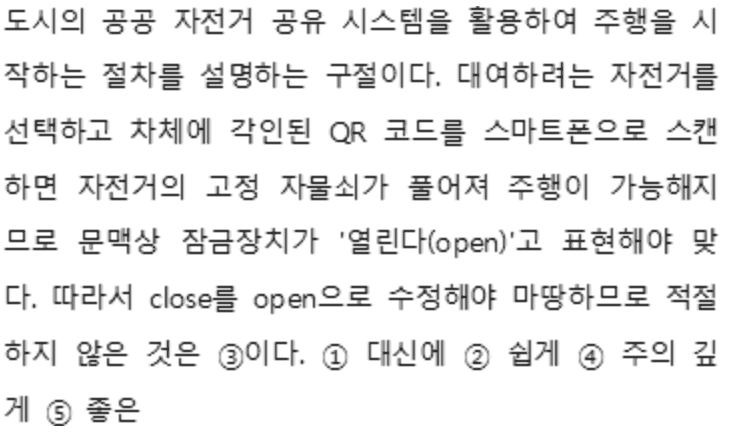 도시의 공공 자전거 공유 시스템을 활용하여 주행을 시
작하는 절차를 설명하는 구절이다. 대여하려는 자전거를
선택하고 차체에 각인된 QR 코드를 스마트폰으로 스캔
하면 자전거의 고정 자물쇠가 풀어져 주행이 가능해지
므로 문맥상 잠금장치가 '열린다(open)'고 표현해야 맞
다. 따라서 close를 open으로 수정해야 마땅하므로 적절
하지 않은 것은 ③이다. ① 대신에 ② 쉽게 ④ 주의 깊
게 ⑤ 좋은